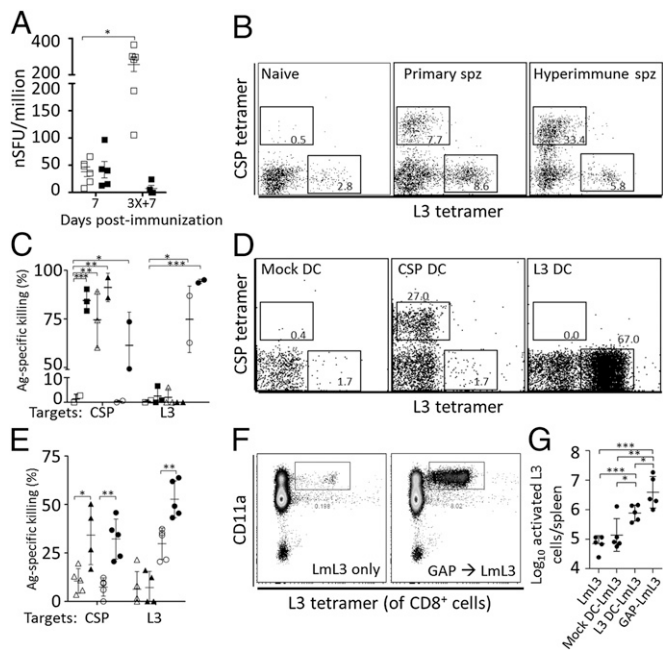 A
nSFU/million
400
300
200
200
150
100
50
0
*
7
3X+7
Days post-immunization
B
CSP tetramer
Naive
Primary spz
Hyperimmune spz
0.5
7.7
33.4
2.8
8.6
5.8
L3 tetramer
C
Ag-specific killing (%)
100
75
50
25
10
0
*
**
**
***
*
***
Targets: CSP L3
D
CSP tetramer
Mock DC
CSP DC
L3 DC
27.0
0.4
0.0
67.0
1.7
1.7
L3 tetramer
E
Ag-specific killing (%)
75
50
25
0
*
**
**
Targets: CSP L3
F
CD11a
8.02
LmL3 only
GAP → LmL3
L3 tetramer (of CD8+ cells)
G
Log10 activated L3
cells/spleen
8
7
6
5
4
***
**
*
***
*
LmL3
Mock DC-LmL3
L3 DC-LmL3
GAP-LmL3